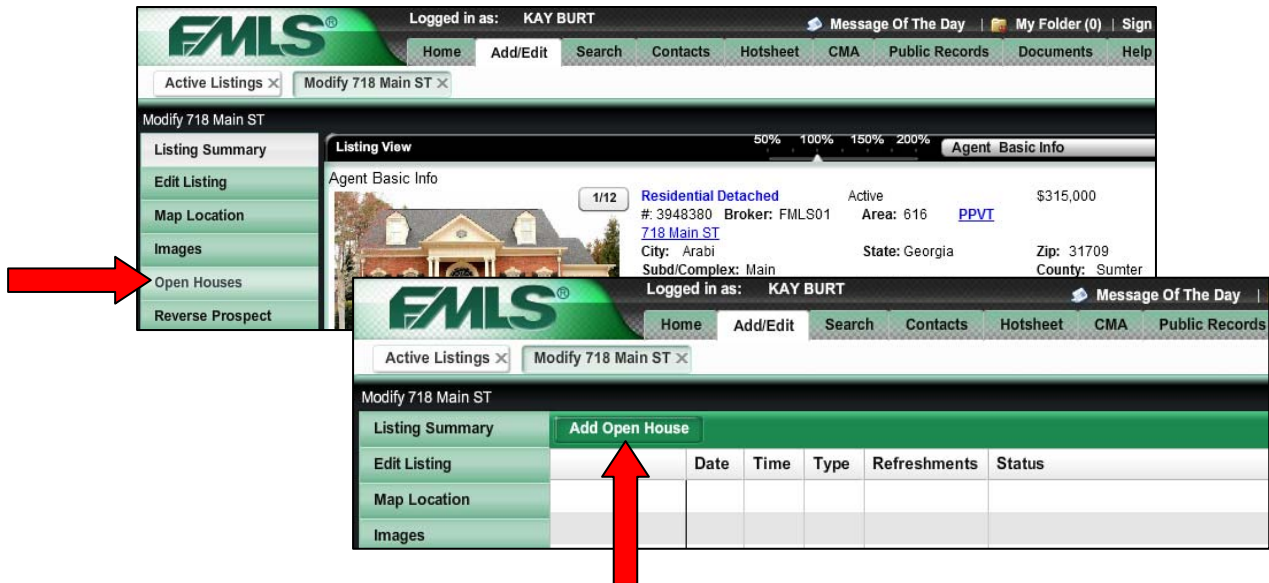 FMLS® Logged in as: KAY BURT Message Of The Day | My Folder (0) | Sign
Home Add/Edit Search Contacts Hotsheet CMA Public Records Documents Help
Active Listings × Modify 718 Main ST ×
Modify 718 Main ST
Listing Summary
Edit Listing
Map Location
Images
Open Houses
Reverse Prospect
Listing View 50% 100% 150% 200% Agent Basic Info
Agent Basic Info
1/12 Residential Detached Active $315,000
#: 3948380 Broker: FMLS01 Area: 616 PPVT
718 Main ST
City: Arabi State: Georgia Zip: 31709
Subd/Complex: Main County: Sumter
FMLS® Logged in as: KAY BURT Message Of The Day |
Home Add/Edit Search Contacts Hotsheet CMA Public Records
Active Listings × Modify 718 Main ST ×
Modify 718 Main ST
Listing Summary
Edit Listing
Map Location
Images
Add Open House
Date Time Type Refreshments Status